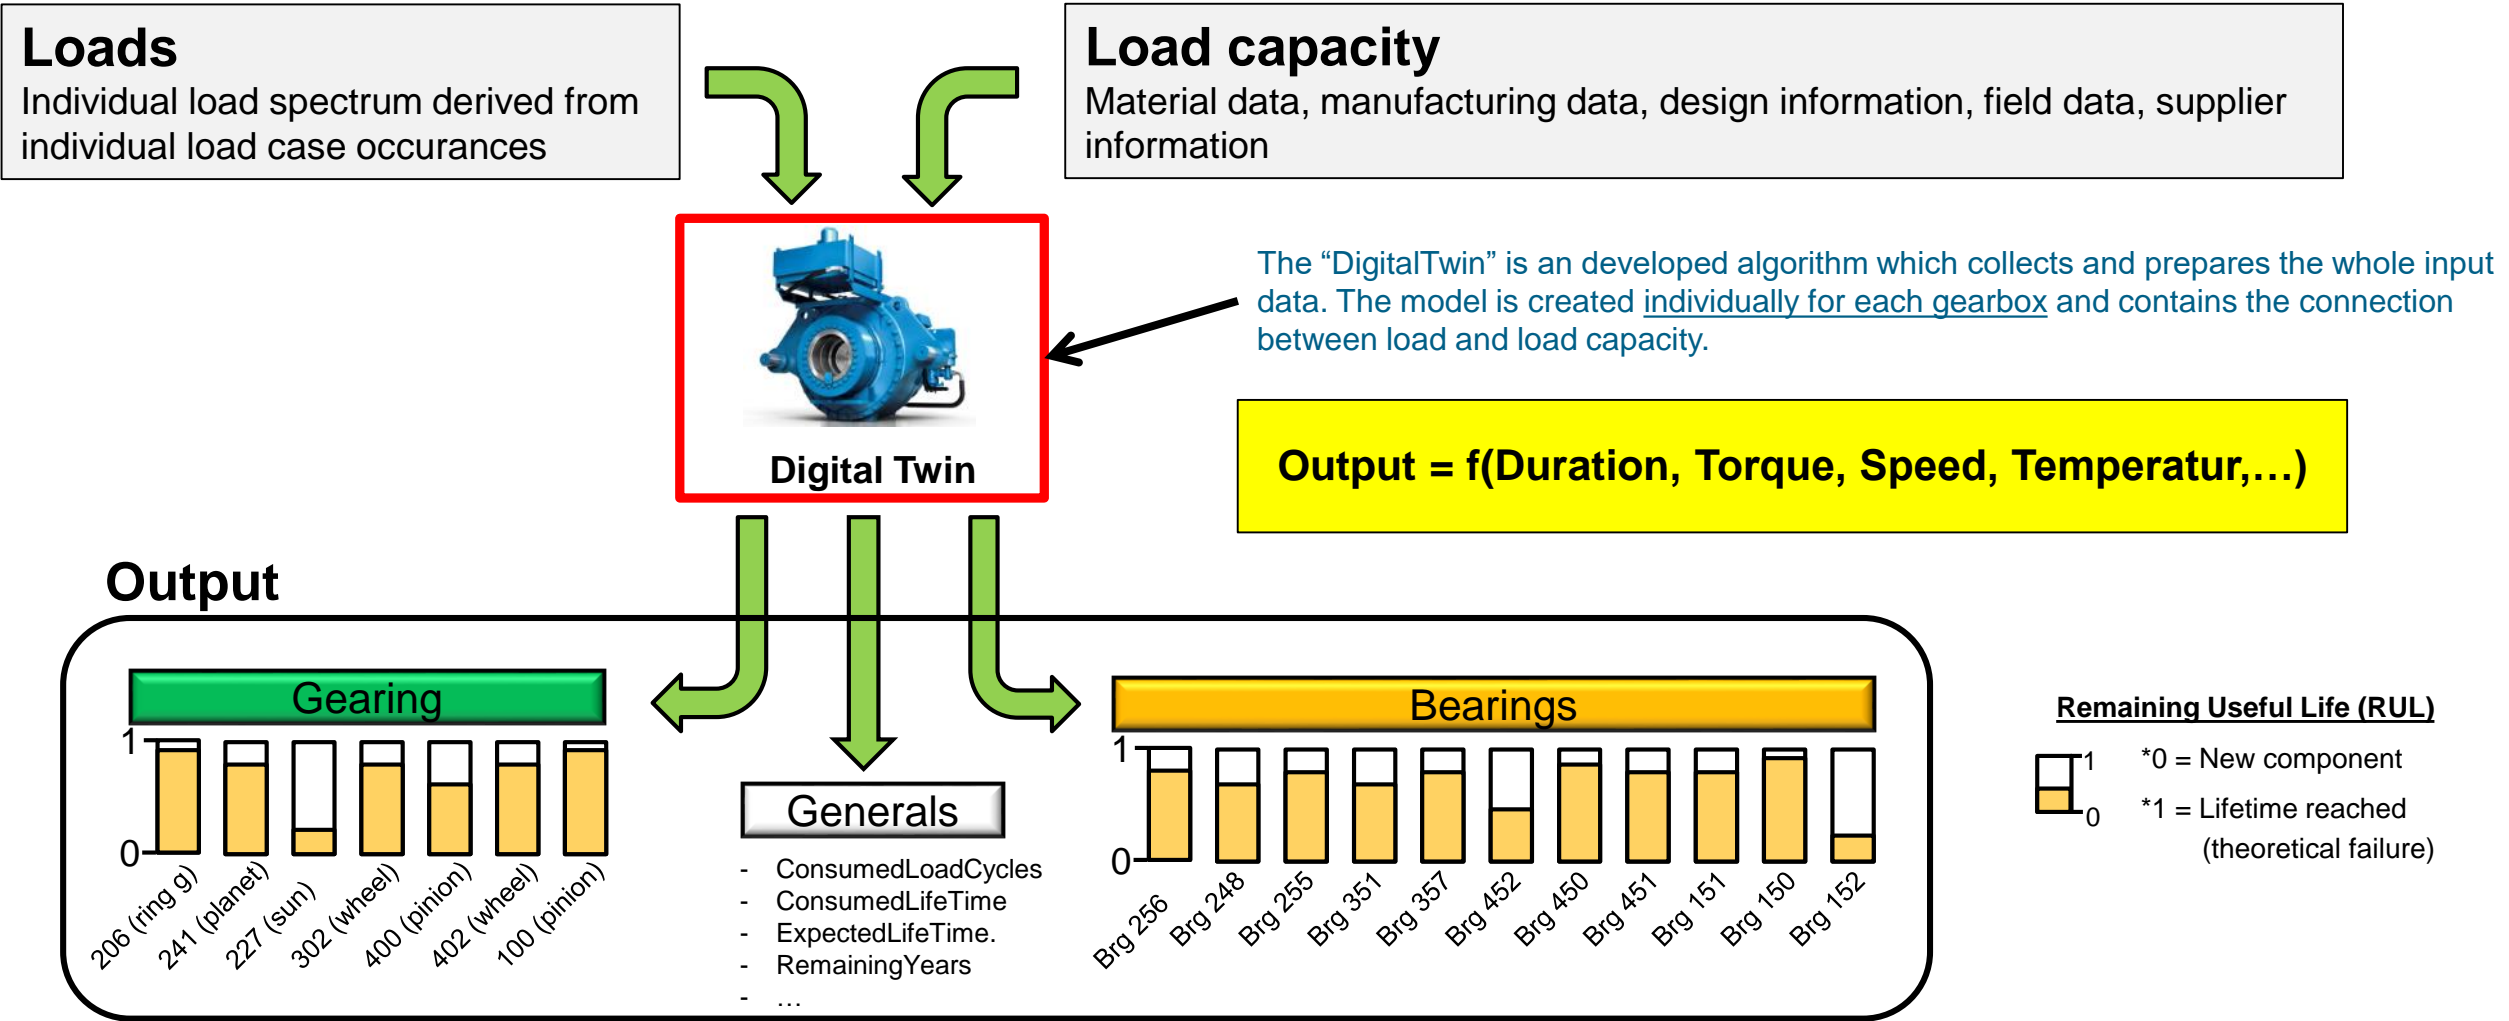 Loads
Individual load spectrum derived from
individual load case occurances
Load capacity
Material data, manufacturing data, design information, field data, supplier
information
Digital Twin
The “DigitalTwin” is an developed algorithm which collects and prepares the whole input
data. The model is created individually for each gearbox and contains the connection
between load and load capacity.
Output = f(Duration, Torque, Speed, Temperatur,…)
Output
Gearing
1
0
206 (ring g)
241 (planet)
227 (sun)
302 (wheel)
400 (pinion)
402 (wheel)
100 (pinion)
Generals
- ConsumedLoadCycles
- ConsumedLifeTime
- ExpectedLifeTime.
- RemainingYears
- …
Bearings
1
0
Brg 256
Brg 248
Brg 255
Brg 351
Brg 357
Brg 452
Brg 450
Brg 451
Brg 151
Brg 150
Brg 152
Remaining Useful Life (RUL)
1
0
*0 = New component
*1 = Lifetime reached
(theoretical failure)